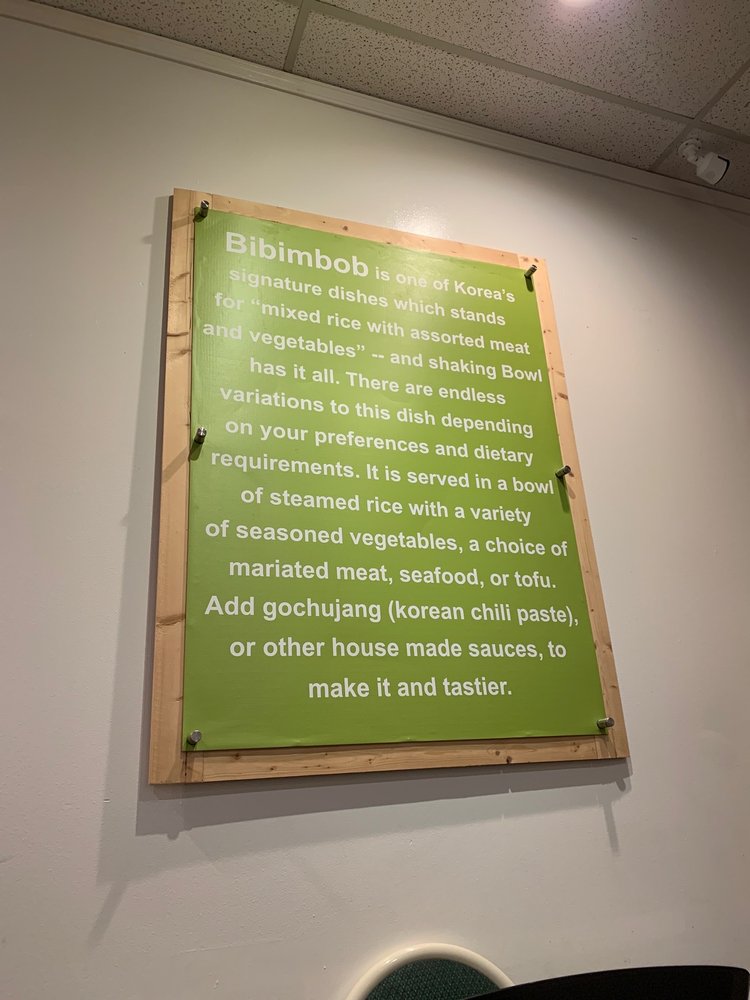 Bibimbob is one of Korea's
signature dishes which stands
for “mixed rice with assorted meat
and vegetables” -- and shaking Bowl
has it all. There are endless
variations to this dish depending
on your preferences and dietary
requirements. It is served in a bowl
of steamed rice with a variety
of seasoned vegetables, a choice of
mariated meat, seafood, or tofu.
Add gochujang (korean chili paste),
or other house made sauces, to
make it and tastier.